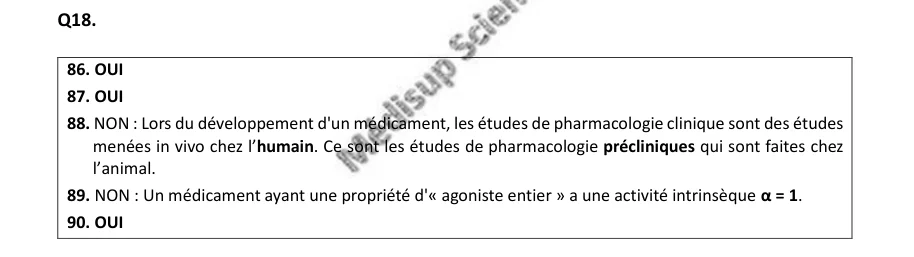 Q18.
Medisup Scien
86. OUI
87. OUI
88. NON : Lors du développement d'un médicament, les études de pharmacologie clinique sont des études
menées in vivo chez l'humain. Ce sont les études de pharmacologie précliniques qui sont faites chez
l'animal.
89. NON : Un médicament ayant une propriété d'« agoniste entier » a une activité intrinsèque α = 1.
90. OUI